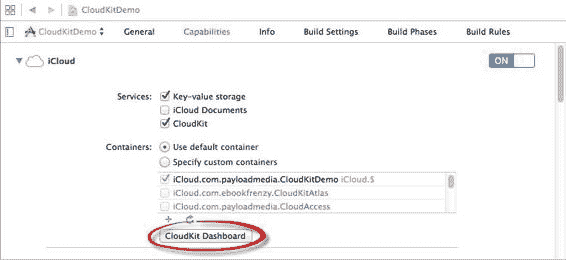 CloudKitDemo
CloudKitDemo General Capabilities Info Build Settings Build Phases Build Rules
iCloud ON
Services: Key-value storage
iCloud Documents
CloudKit
Containers: Use default container
Specify custom containers
iCloud.com.payloadmedia.CloudKitDemo iCloud.$
iCloud.com.ebookfrenzy.CloudKitAtlas
iCloud.com.payloadmedia.CloudAccess
CloudKit Dashboard